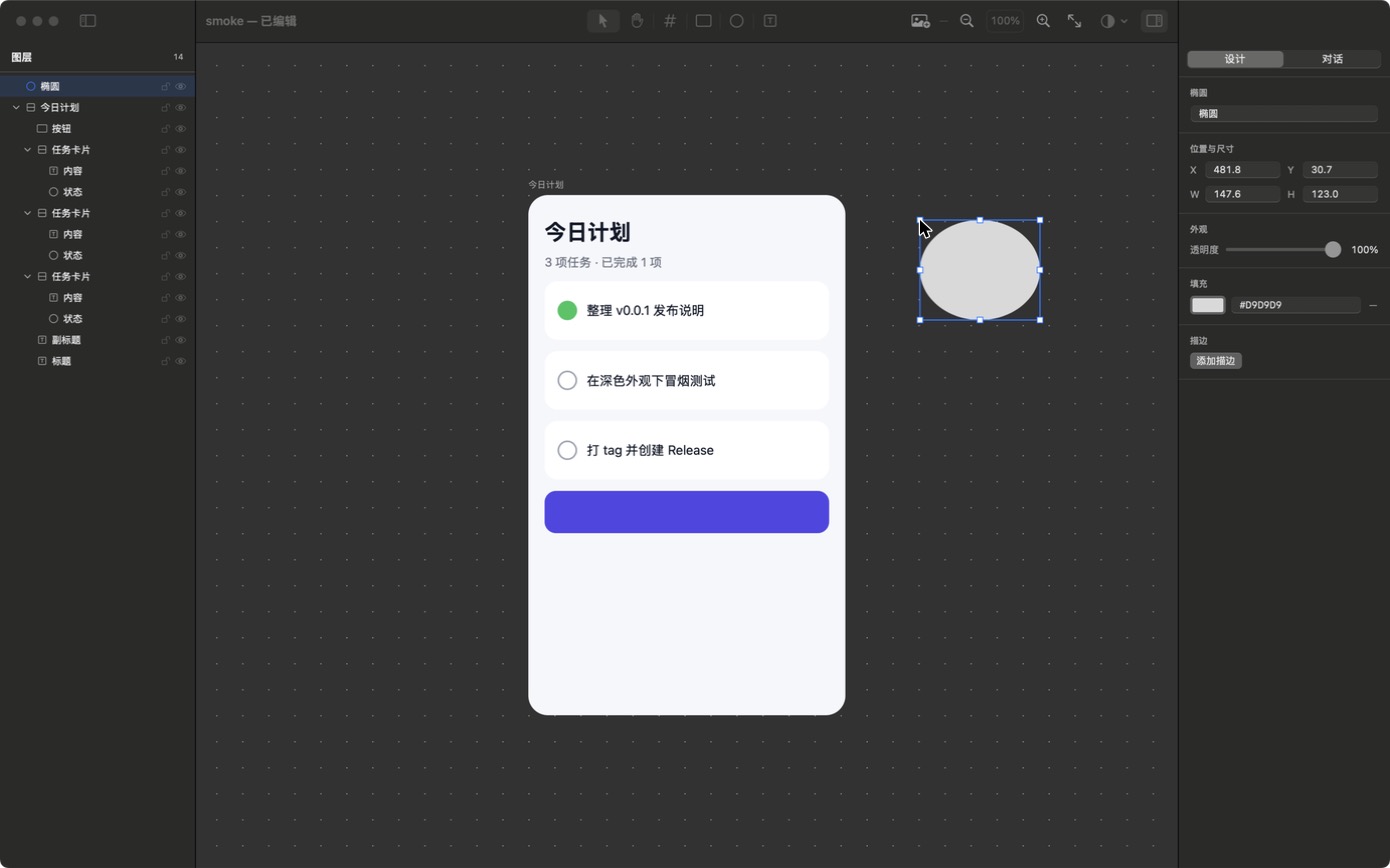 smoke — 已编辑
100%
图层
14
椭圆
今日计划
按钮
任务卡片
内容
状态
任务卡片
内容
状态
任务卡片
内容
状态
副标题
标题
今日计划
今日计划
3 项任务 · 已完成 1 项
整理 v0.0.1 发布说明
在深色外观下冒烟测试
打 tag 并创建 Release
设计
对话
椭圆
椭圆
位置与尺寸
X 481.8 Y 30.7
W 147.6 H 123.0
外观
透明度 100%
填充
#D9D9D9
描边
添加描边